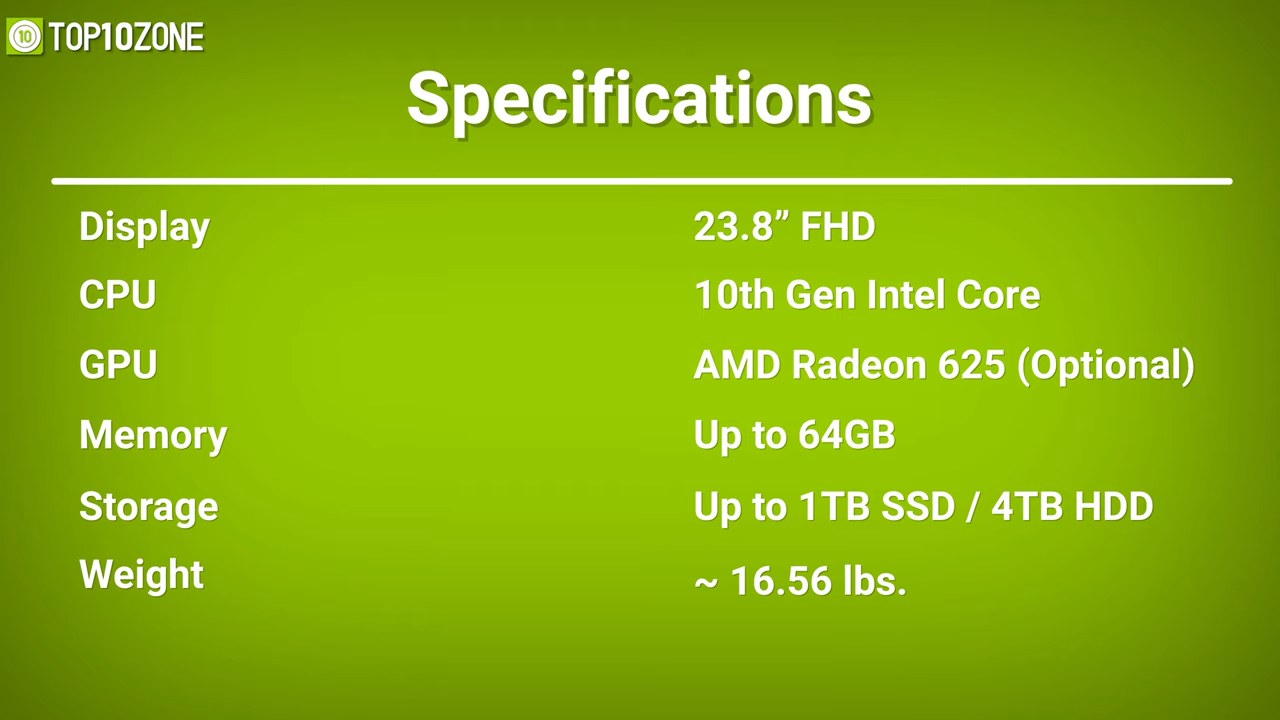 TOP10ZONE
Specifications
Display 23.8” FHD
CPU 10th Gen Intel Core
GPU AMD Radeon 625 (Optional)
Memory Up to 64GB
Storage Up to 1TB SSD / 4TB HDD
Weight ~ 16.56 lbs.